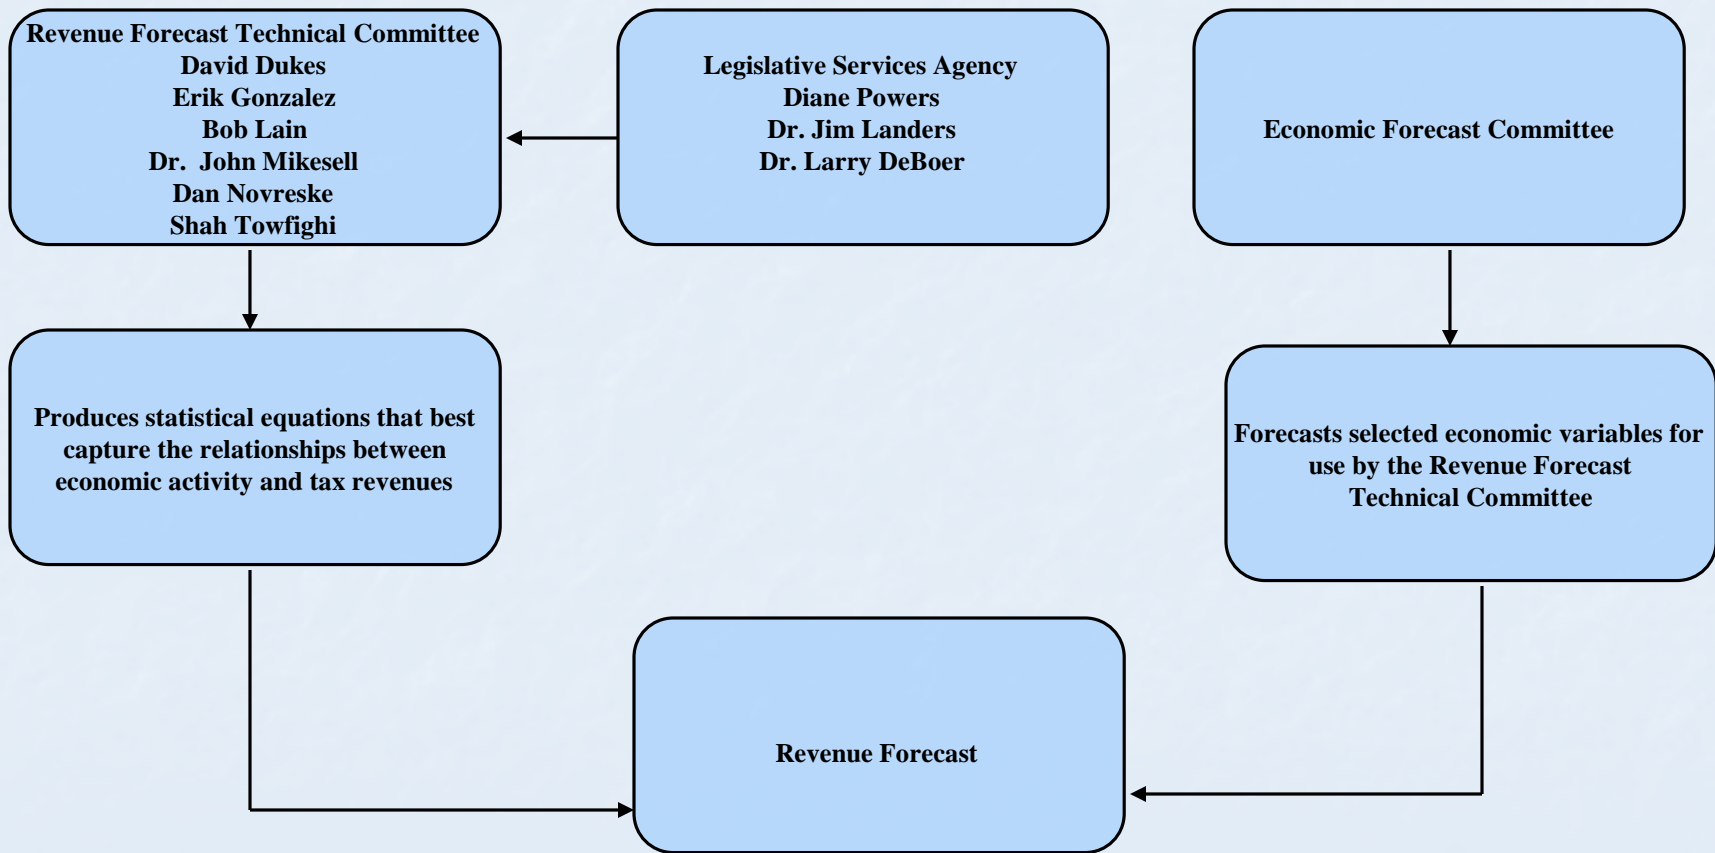 Revenue Forecast Technical Committee
David Dukes
Erik Gonzalez
Bob Lain
Dr. John Mikesell
Dan Novreske
Shah Towfighi
Legislative Services Agency
Diane Powers
Dr. Jim Landers
Dr. Larry DeBoer
Economic Forecast Committee
Produces statistical equations that best
capture the relationships between
economic activity and tax revenues
Forecasts selected economic variables for
use by the Revenue Forecast
Technical Committee
Revenue Forecast